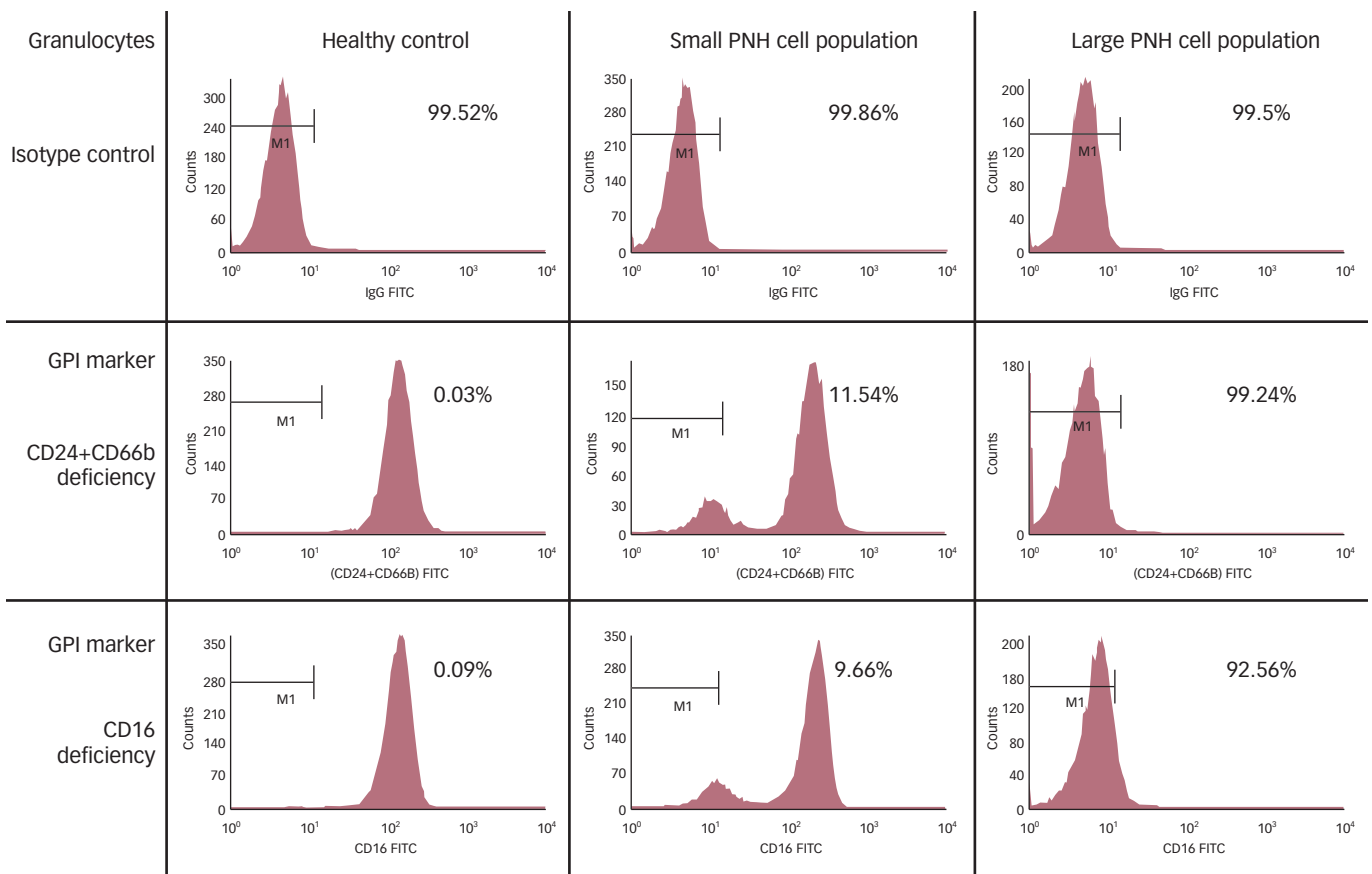 Granulocytes
Healthy control
Small PNH cell population
Large PNH cell population
Isotype control
Counts
300
240
180
120
60
0
M1
99.52%
10⁰ 10¹ 10² 10³ 10⁴
IgG FITC
Counts
350
280
210
140
70
0
M1
99.86%
10⁰ 10¹ 10² 10³ 10⁴
IgG FITC
Counts
200
160
120
80
40
0
M1
99.5%
10⁰ 10¹ 10² 10³ 10⁴
IgG FITC
GPI marker
CD24+CD66b
deficiency
Counts
350
280
210
140
70
0
M1
0.03%
10⁰ 10¹ 10² 10³ 10⁴
(CD24+CD66B) FITC
Counts
150
120
90
60
30
0
M1
11.54%
10⁰ 10¹ 10² 10³ 10⁴
(CD24+CD66B) FITC
Counts
180
0
M1
99.24%
10⁰ 10¹ 10² 10³ 10⁴
(CD24+CD66B) FITC
GPI marker
CD16
deficiency
Counts
350
280
210
140
70
0
M1
0.09%
10⁰ 10¹ 10² 10³ 10⁴
CD16 FITC
Counts
350
280
210
140
70
0
M1
9.66%
10⁰ 10¹ 10² 10³ 10⁴
CD16 FITC
Counts
200
180
120
80
40
0
M1
92.56%
10⁰ 10¹ 10² 10³ 10⁴
CD16 FITC